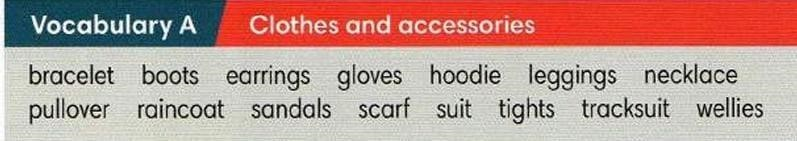 Vocabulary A Clothes and accessories
bracelet boots earrings gloves hoodie leggings necklace
pullover raincoat sandals scarf suit tights tracksuit wellies